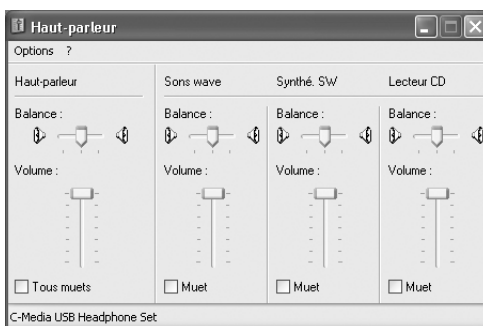 Haut-parleur
Options ?
Haut-parleur Sons wave Synthé. SW Lecteur CD
Balance : Balance : Balance : Balance :
Volume : Volume : Volume : Volume :
Tous muets Muet Muet Muet
C-Media USB Headphone Set